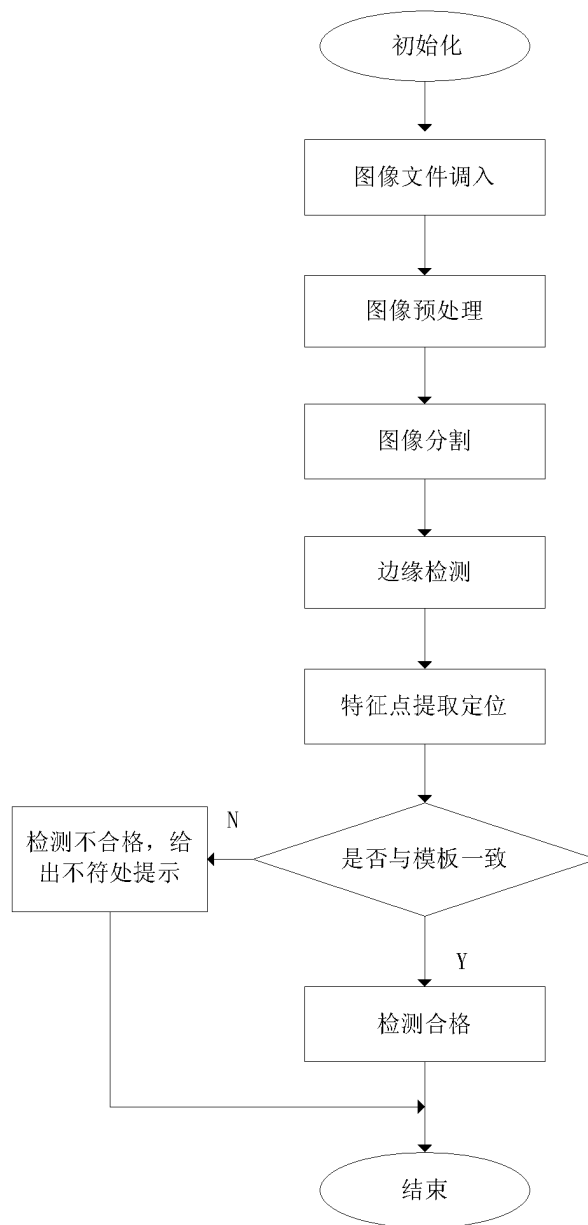 初始化
图像文件调入
图像预处理
图像分割
边缘检测
特征点提取定位
是否与模板一致
N
检测不合格，给
出不符处提示
Y
检测合格
结束